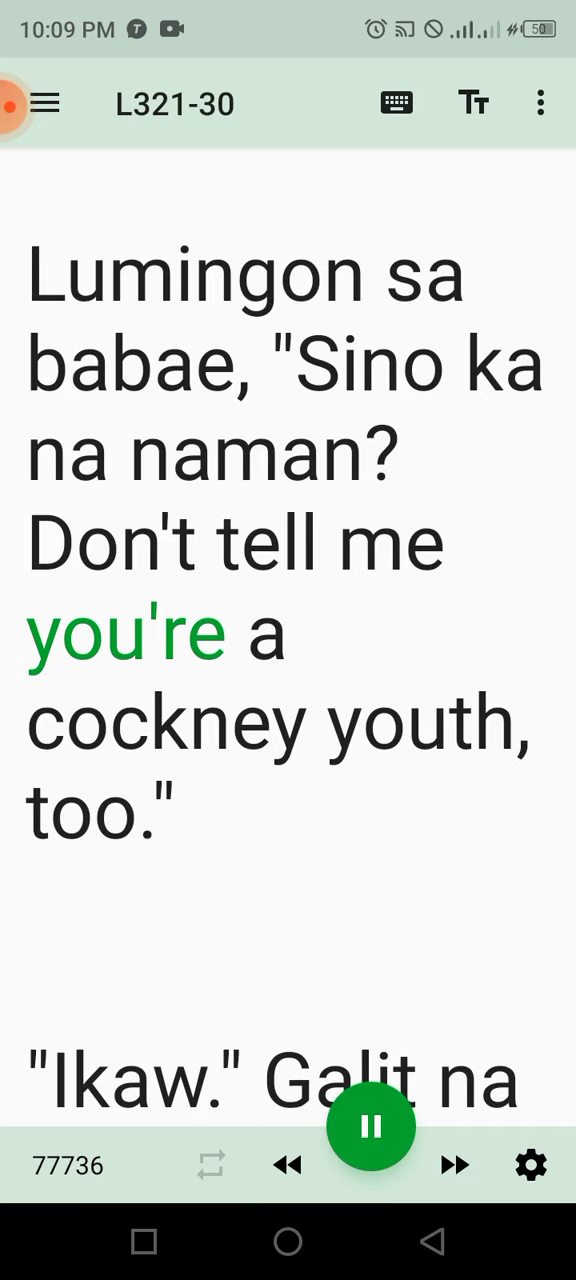 10:09 PM
50
L321-30
Lumingon sa
babae, "Sino ka
na naman?
Don't tell me
you're a
cockney youth,
too."
"Ikaw." Galit na
77736